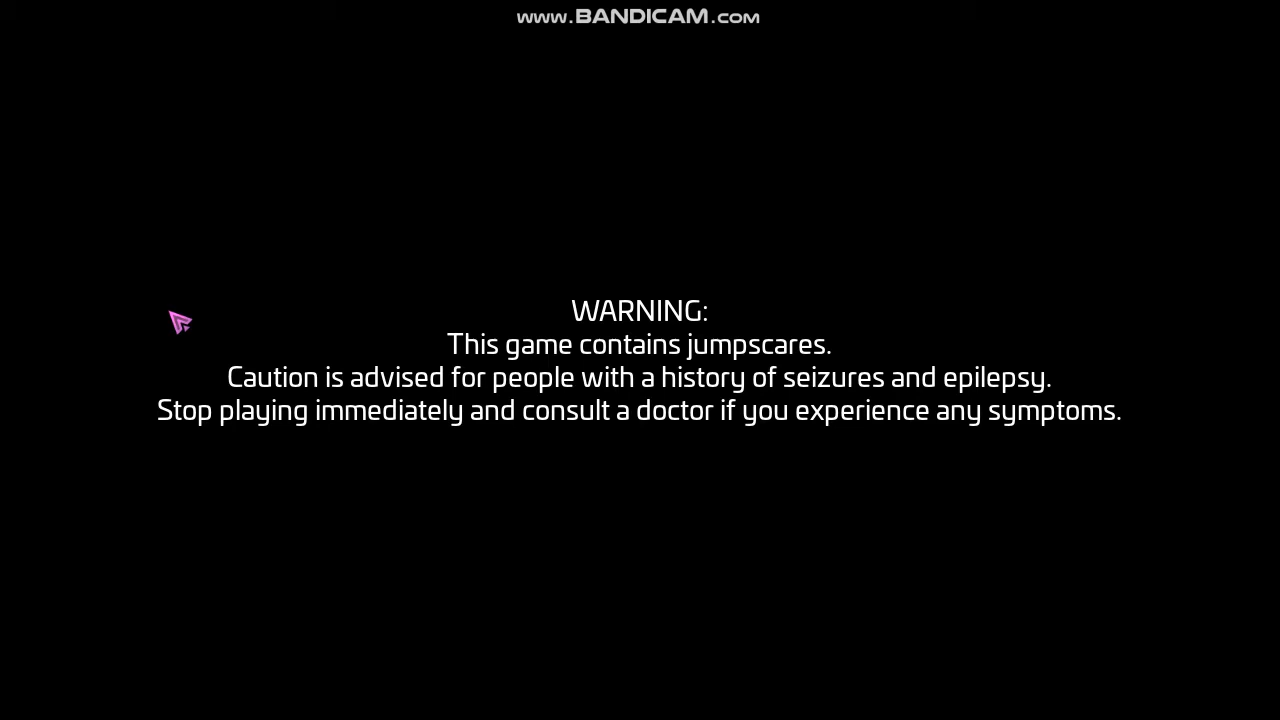 www.BANDICAM.com
WARNING:
This game contains jumpscares.
Caution is advised for people with a history of seizures and epilepsy.
Stop playing immediately and consult a doctor if you experience any symptoms.